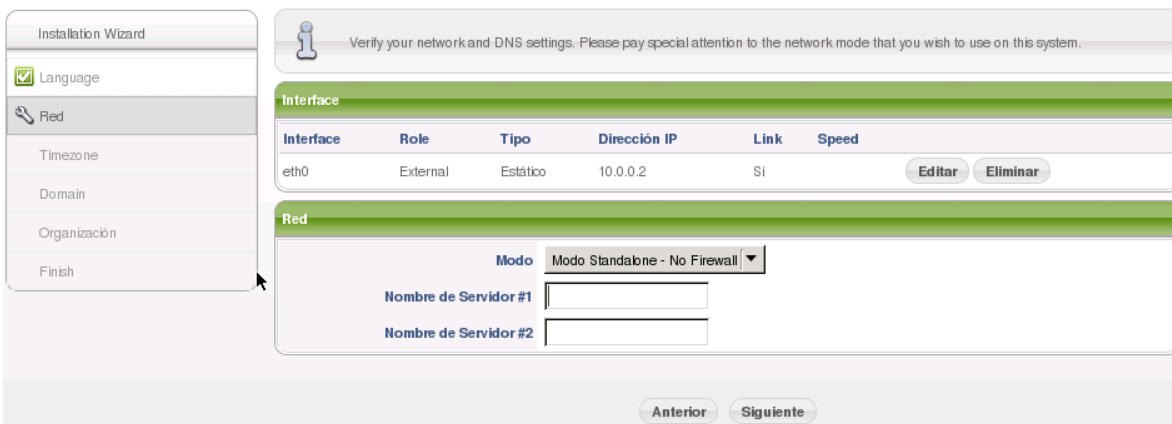 Installation Wizard
Language
Red
Timezone
Domain
Organización
Finish
Verify your network and DNS settings. Please pay special attention to the network mode that you wish to use on this system.
Interface
Interface Role Tipo Dirección IP Link Speed
eth0 External Estático 10.0.0.2 Sí Editar Eliminar
Red
Modo Modo Standalone - No Firewall
Nombre de Servidor #1
Nombre de Servidor #2
Anterior Siguiente